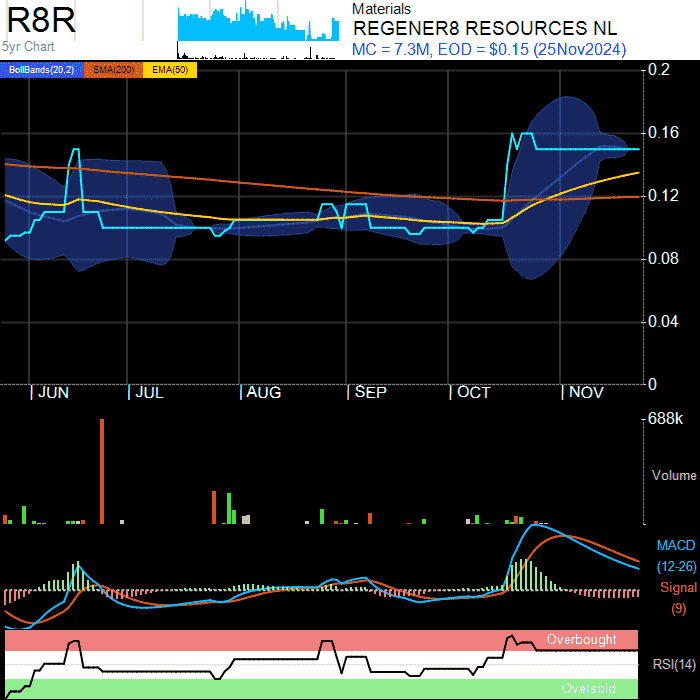 R8R
5yr Chart
Materials
REGENER8 RESOURCES NL
MC = 7.3M, EOD = $0.15 (25Nov2024)
BollBands(20,2) SMA(200) EMA(50)
0.2
0.16
0.12
0.08
0.04
0
JUN JUL AUG SEP OCT NOV
688k
Volume
MACD
(12-26)
Signal
(9)
Overbought
RSI(14)
Oversold